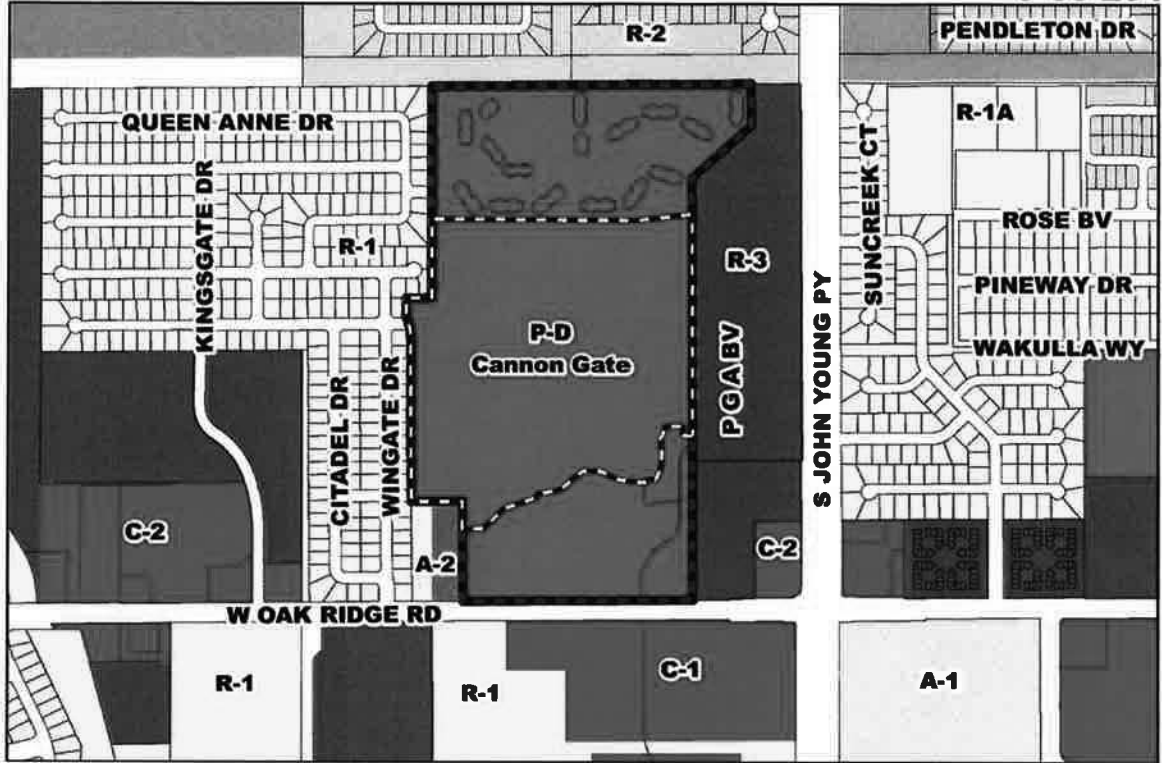 R-2
PENDLETON DR
QUEEN ANNE DR
R-1A
SUNCREEK CT
KINGSGATE DR
ROSE BV
R-1
R-3
PINEWAY DR
P-D
Cannon Gate
WAKULLA WY
PGA BV
S JOHN YOUNG PY
CITADEL DR
WINGATE DR
C-2
A-2
C-2
W OAK RIDGE RD
R-1
R-1
C-1
A-1